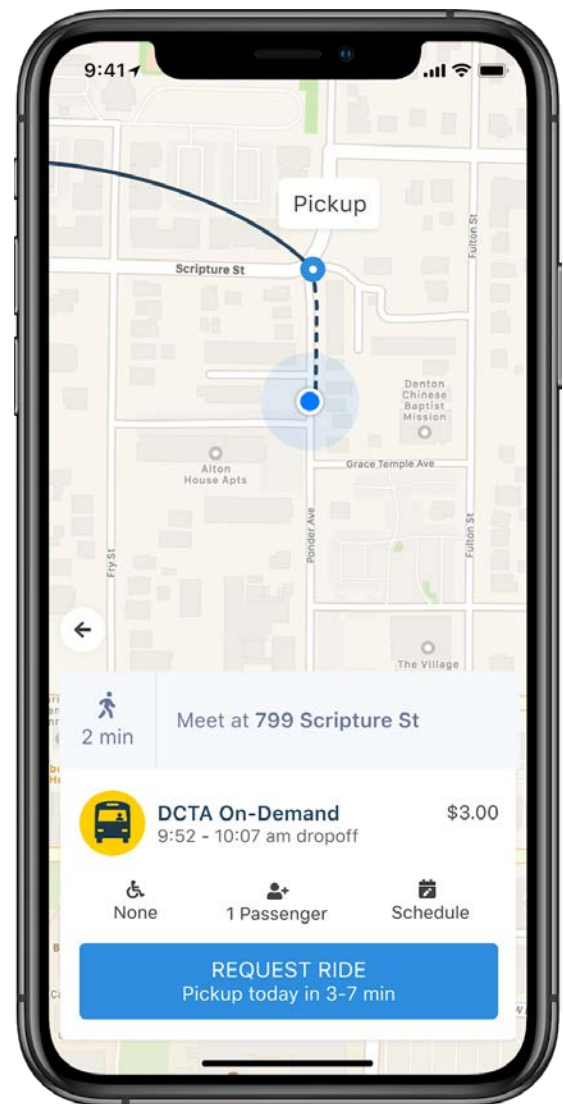 9:41
Pickup
Fulton St
Scripture St
Denton
Chinese
Baptist
Mission
Alton
House Apts
Grace Temple Ave
Ponder Ave
Fulton St
Fry St
The Village
2 min
Meet at 799 Scripture St
DCTA On-Demand
$3.00
9:52 - 10:07 am dropoff
None
1 Passenger
Schedule
REQUEST RIDE
Pickup today in 3-7 min